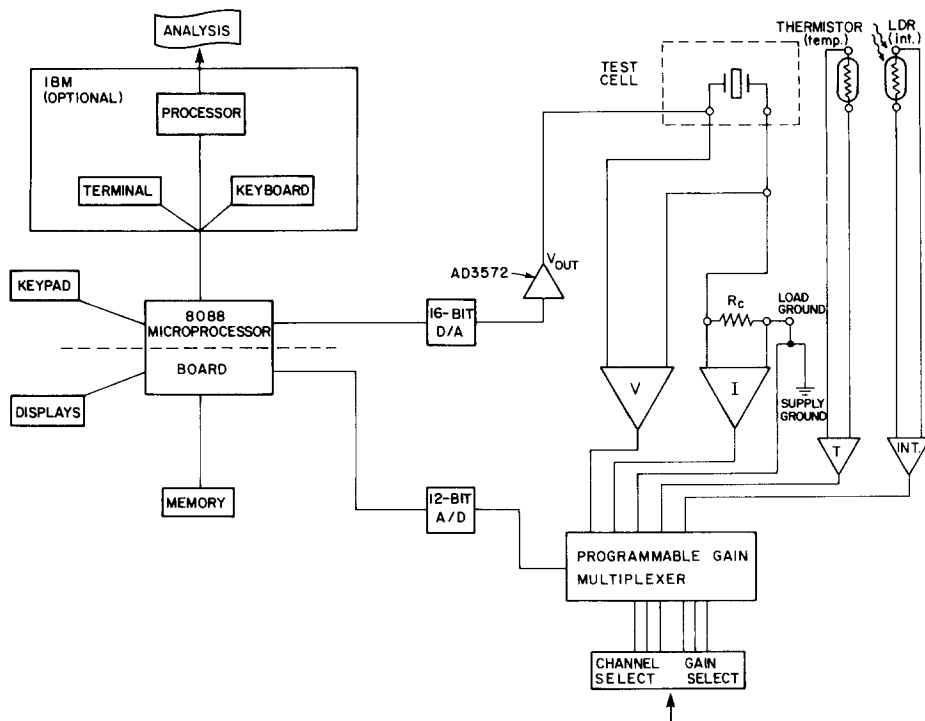 ANALYSIS
IBM
(OPTIONAL)
PROCESSOR
TERMINAL
KEYBOARD
KEYPAD
8088
MICROPROCESSOR
BOARD
DISPLAYS
MEMORY
16-BIT
D/A
12-BIT
A/D
AD3572
VOUT
TEST
CELL
THERMISTOR
(temp.)
LDR
(int.)
RC
LOAD
GROUND
SUPPLY
GROUND
V
I
T
INT.
PROGRAMMABLE GAIN
MULTIPLEXER
CHANNEL GAIN
SELECT SELECT